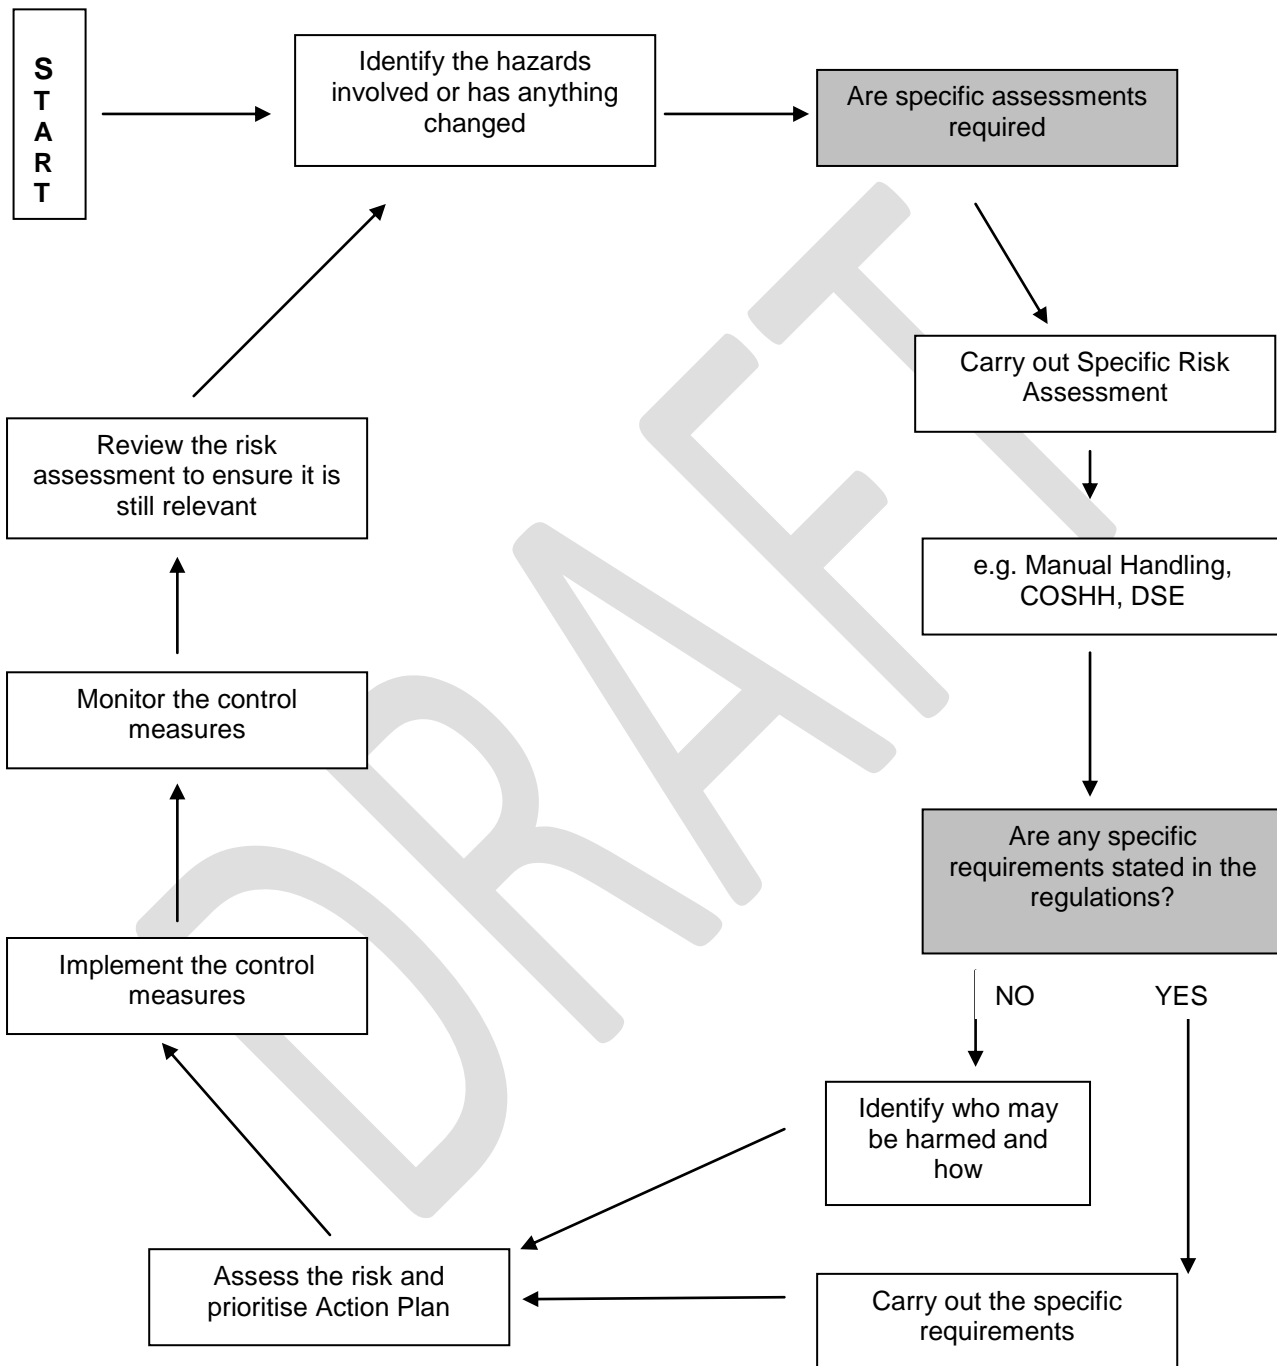 START
Identify the hazards
involved or has anything
changed
Are specific assessments
required
Carry out Specific Risk
Assessment
e.g. Manual Handling,
COSHH, DSE
Are any specific
requirements stated in the
regulations?
NO
YES
Identify who may
be harmed and
how
Carry out the specific
requirements
Assess the risk and
prioritise Action Plan
Implement the control
measures
Monitor the control
measures
Review the risk
assessment to ensure it is
still relevant
DRAFT